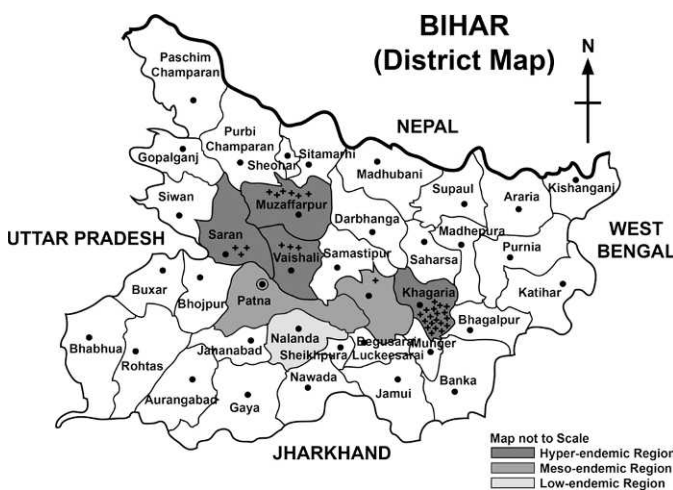 BIHAR
(District Map)
N
Paschim
Champaran
NEPAL
Purbi
Champaran
Sheohar
Sitamarhi
Gopalganj
Madhubani
Kishanganj
Siwan
Supaul
Araria
Muzaffarpur
Darbhanga
Madhepura
WEST
BENGAL
UTTAR PRADESH
Saran
Vaishali
Samastipur
Saharsa
Purnia
Buxar
Bhojpur
Patna
Khagaria
Katihar
Bhagalpur
Nalanda
Begusarai
Munger
Bhabhua
Rohtas
Jahanabad
Sheikhpura
Luckeesarai
Nawada
Banka
Aurangabad
Gaya
Jamui
JHARKHAND
Map not to Scale
Hyper-endemic Region
Meso-endemic Region
Low-endemic Region